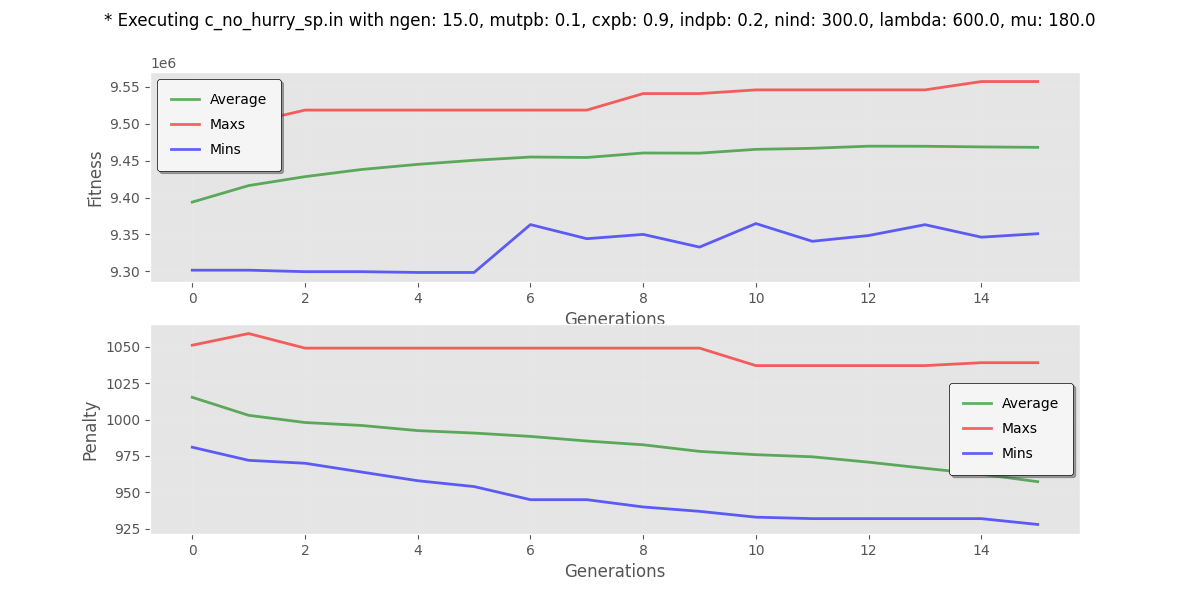 * Executing c_no_hurry_sp.in with ngen: 15.0, mutpb: 0.1, cxpb: 0.9, indpb: 0.2, nind: 300.0, lambda: 600.0, mu: 180.0
1e6
9.55
9.50
9.45
9.40
9.35
9.30
Fitness
Average
Maxs
Mins
0 2 4 6 8 10 12 14
Generations
1050
1025
1000
975
950
925
Penalty
Average
Maxs
Mins
0 2 4 6 8 10 12 14
Generations